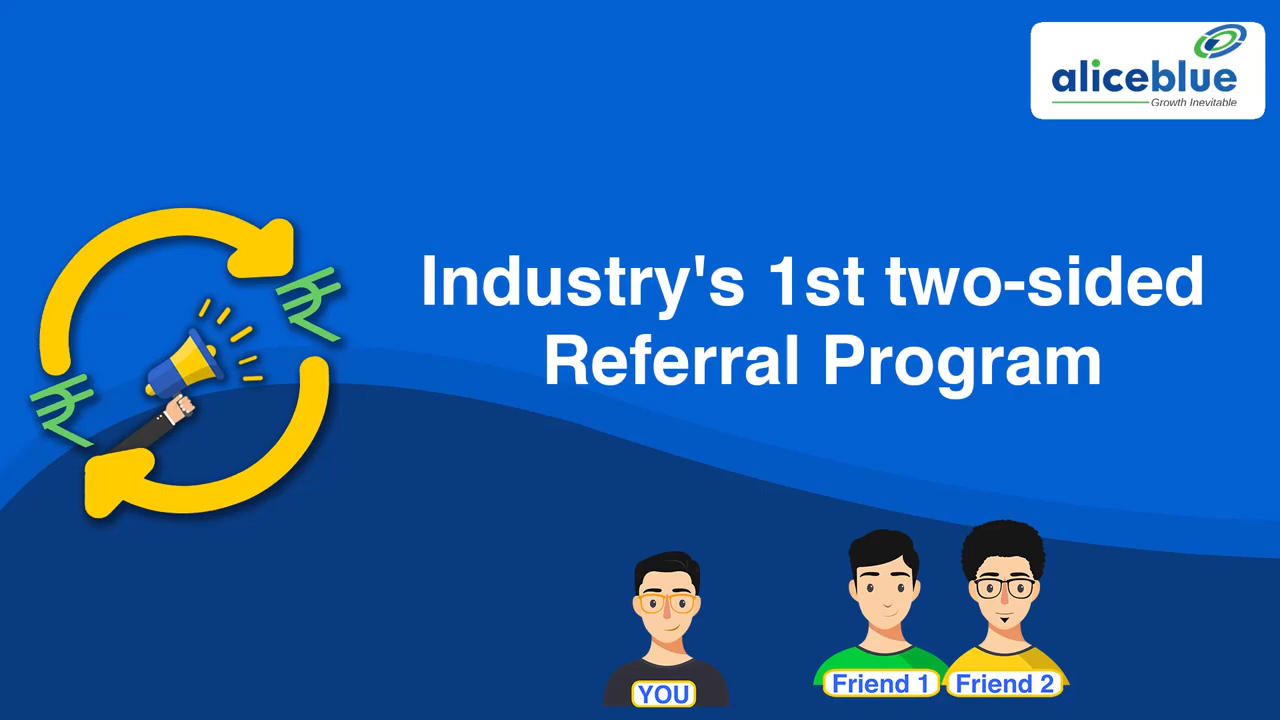 aliceblue
Growth Inevitable
Industry's 1st two-sided
Referral Program
₹
₹
YOU
Friend 1
Friend 2